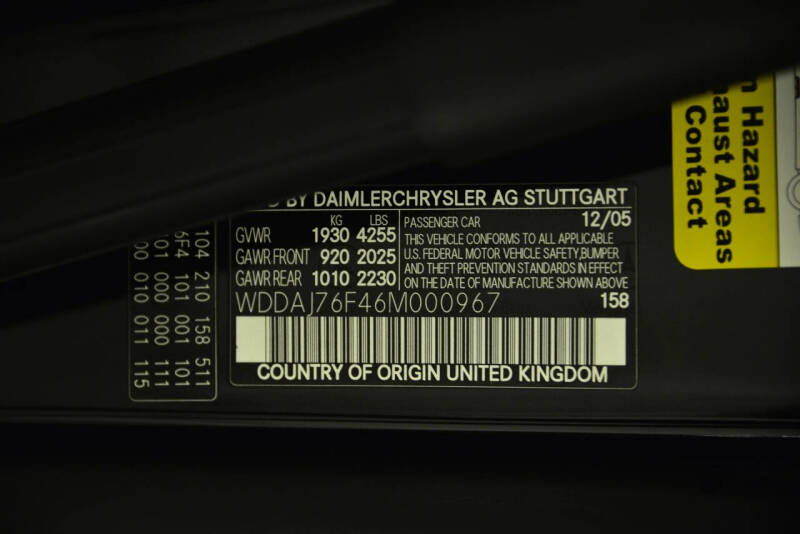 BY DAIMLERCHRYSLER AG STUTTGART
KG LBS
GVWR 1930 4255
GAWR FRONT 920 2025
GAWR REAR 1010 2230
PASSENGER CAR 12/05
THIS VEHICLE CONFORMS TO ALL APPLICABLE
U.S. FEDERAL MOTOR VEHICLE SAFETY,BUMPER
AND THEFT PREVENTION STANDARDS IN EFFECT
ON THE DATE OF MANUFACTURE SHOWN ABOVE
WDDAJ76F46M000967 158
COUNTRY OF ORIGIN UNITED KINGDOM
104 210 158 511
6F4 101 001 101
101 000 111
000 010 011 115
Hazard
Areas
Contact